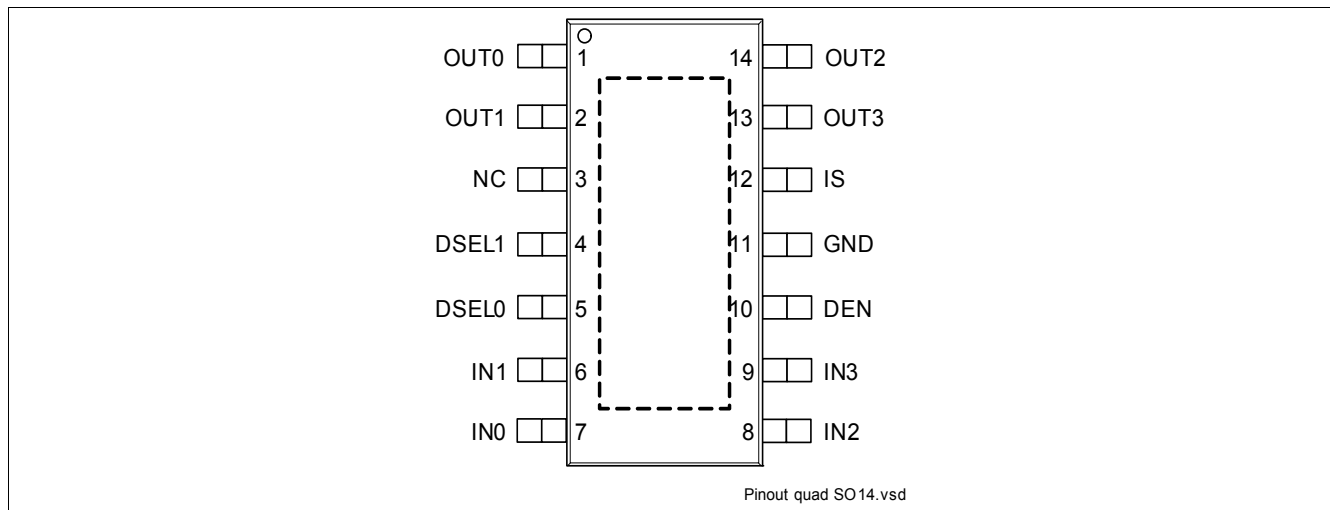 OUT0 1 14 OUT2
OUT1 2 13 OUT3
NC 3 12 IS
DSEL1 4 11 GND
DSEL0 5 10 DEN
IN1 6 9 IN3
IN0 7 8 IN2
Pinout quad SO14.vsd